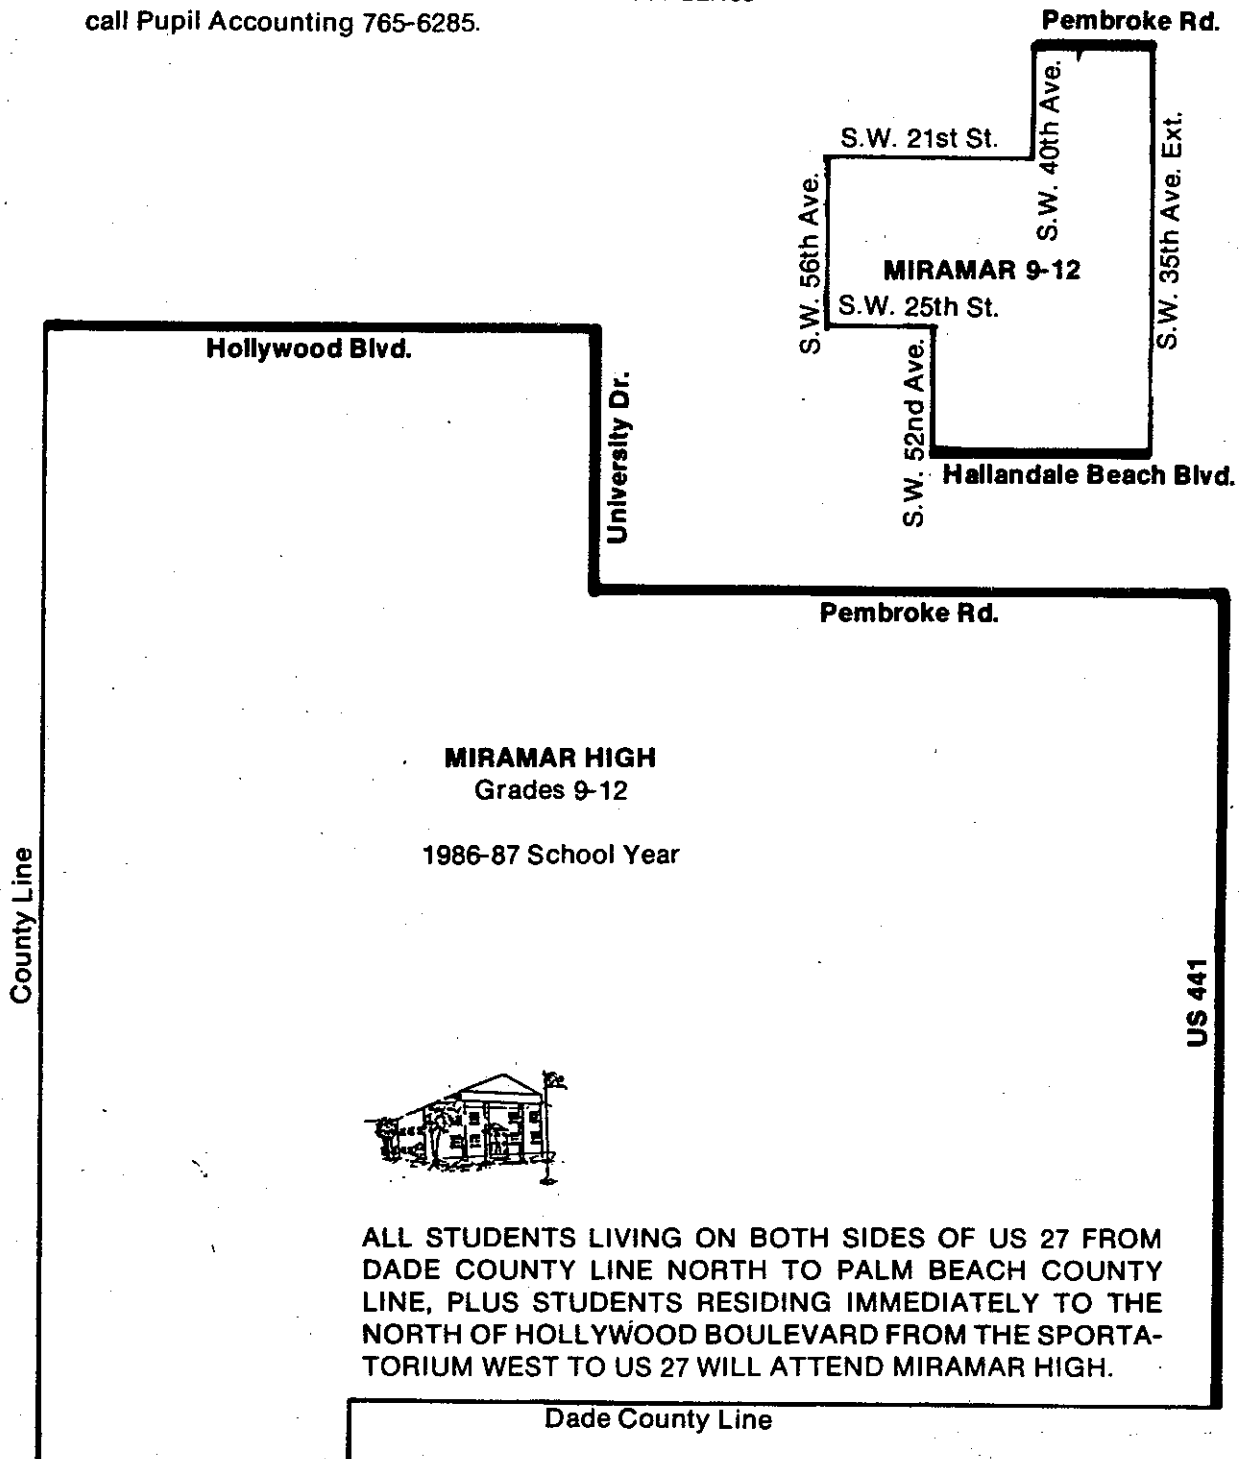 call Pupil Accounting 765-6285.
Pembroke Rd.
S.W. 40th Ave.
S.W. 21st St.
S.W. 35th Ave. Ext.
S.W. 56th Ave.
MIRAMAR 9-12
S.W. 25th St.
S.W. 52nd Ave.
Hallandale Beach Blvd.
Hollywood Blvd.
University Dr.
Pembroke Rd.
MIRAMAR HIGH
Grades 9-12
1986-87 School Year
County Line
US 441
ALL STUDENTS LIVING ON BOTH SIDES OF US 27 FROM
DADE COUNTY LINE NORTH TO PALM BEACH COUNTY
LINE, PLUS STUDENTS RESIDING IMMEDIATELY TO THE
NORTH OF HOLLYWOOD BOULEVARD FROM THE SPORTA-
TORIUM WEST TO US 27 WILL ATTEND MIRAMAR HIGH.
Dade County Line